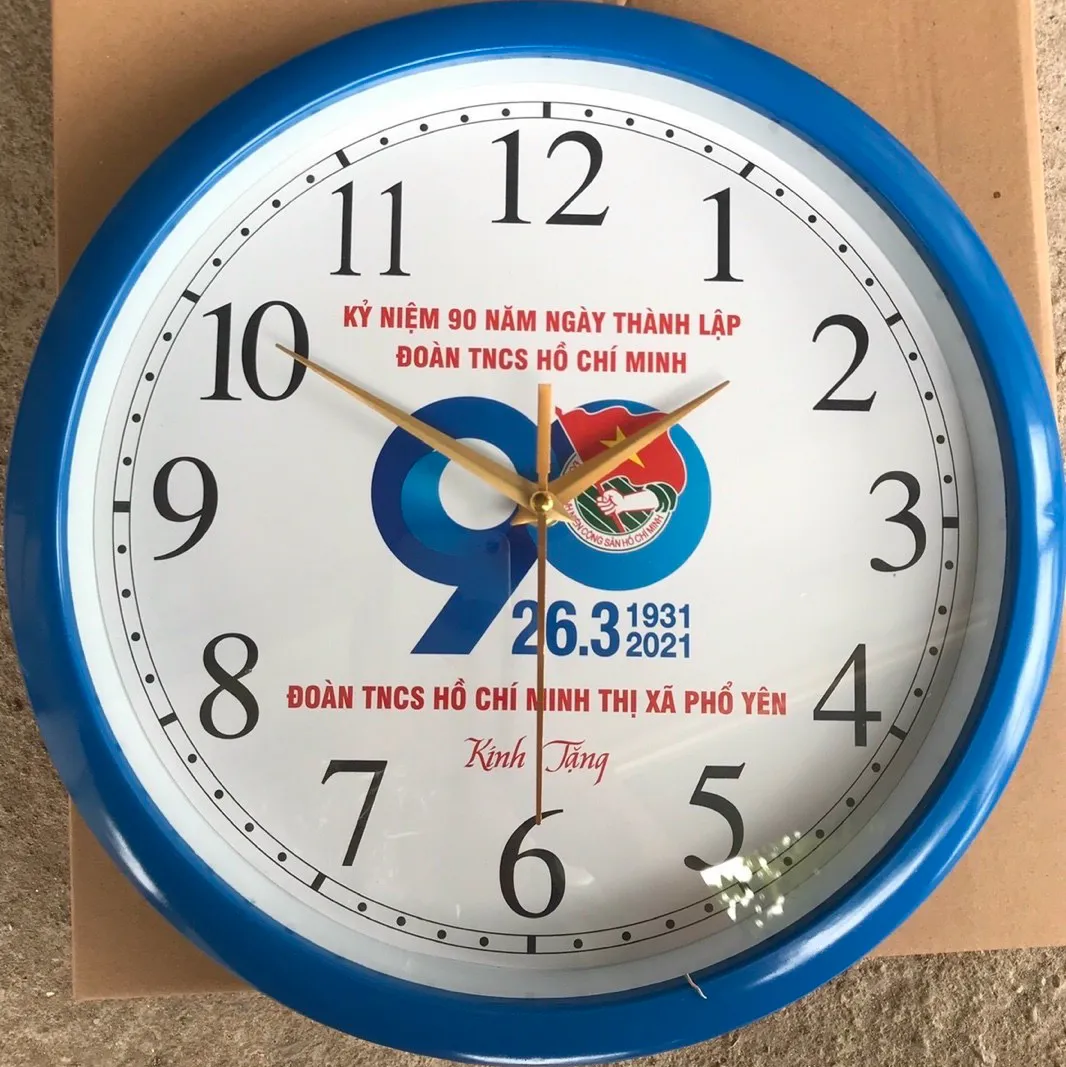 12
11
1
10
2
9
3
8
4
7
5
6
KỶ NIỆM 90 NĂM NGÀY THÀNH LẬP
ĐOÀN TNCS HỒ CHÍ MINH
90
26.3 1931 2021
ĐOÀN TNCS HỒ CHÍ MINH THỊ XÃ PHỔ YÊN
Kính Tặng